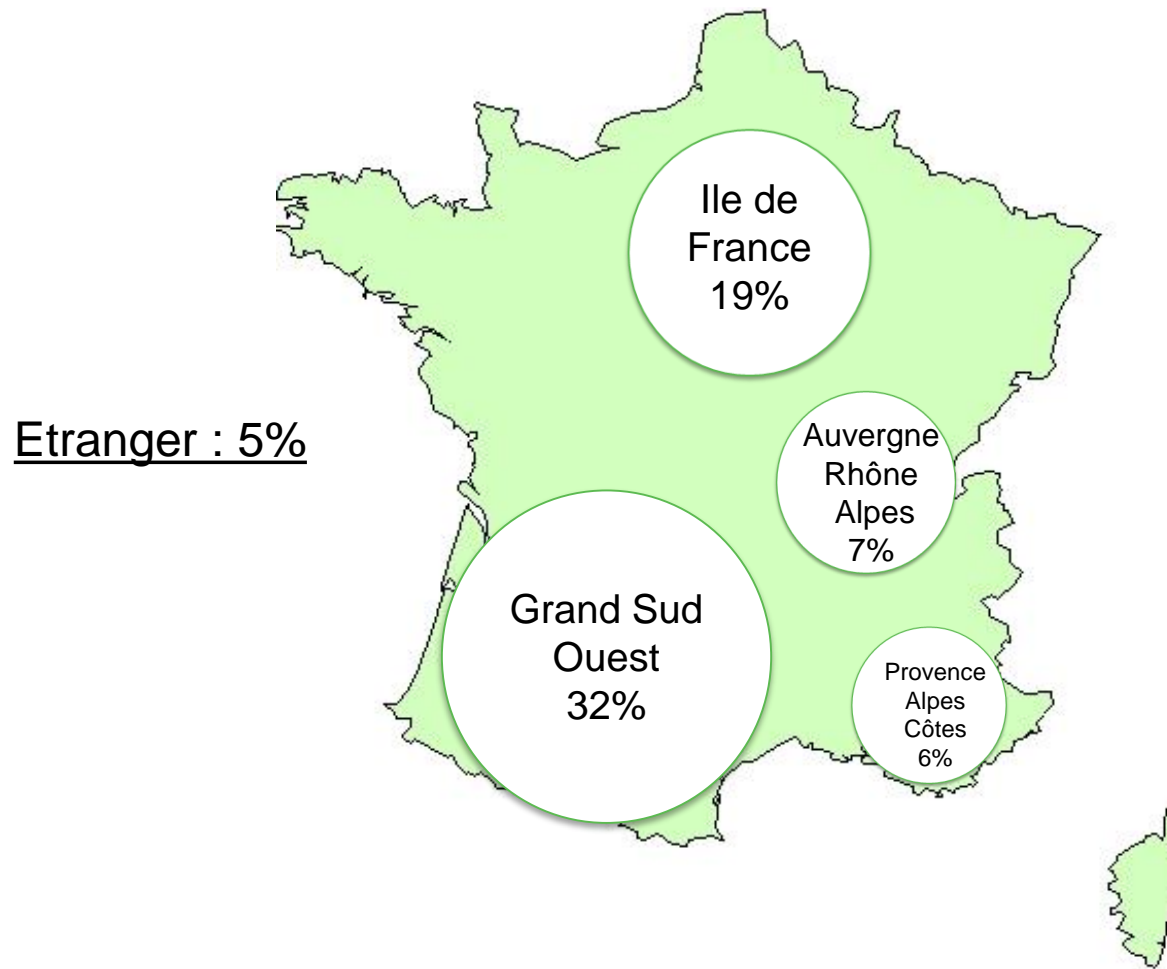 Ile de
France
19%
Etranger : 5%
Auvergne
Rhône
Alpes
7%
Grand Sud
Ouest
32%
Provence
Alpes
Côtes
6%